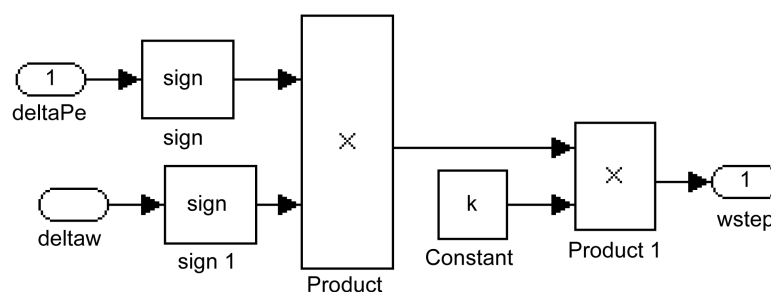 1
deltaPe
sign
sign
deltaw
sign
sign 1
×
Product
k
Constant
×
Product 1
1
wstep